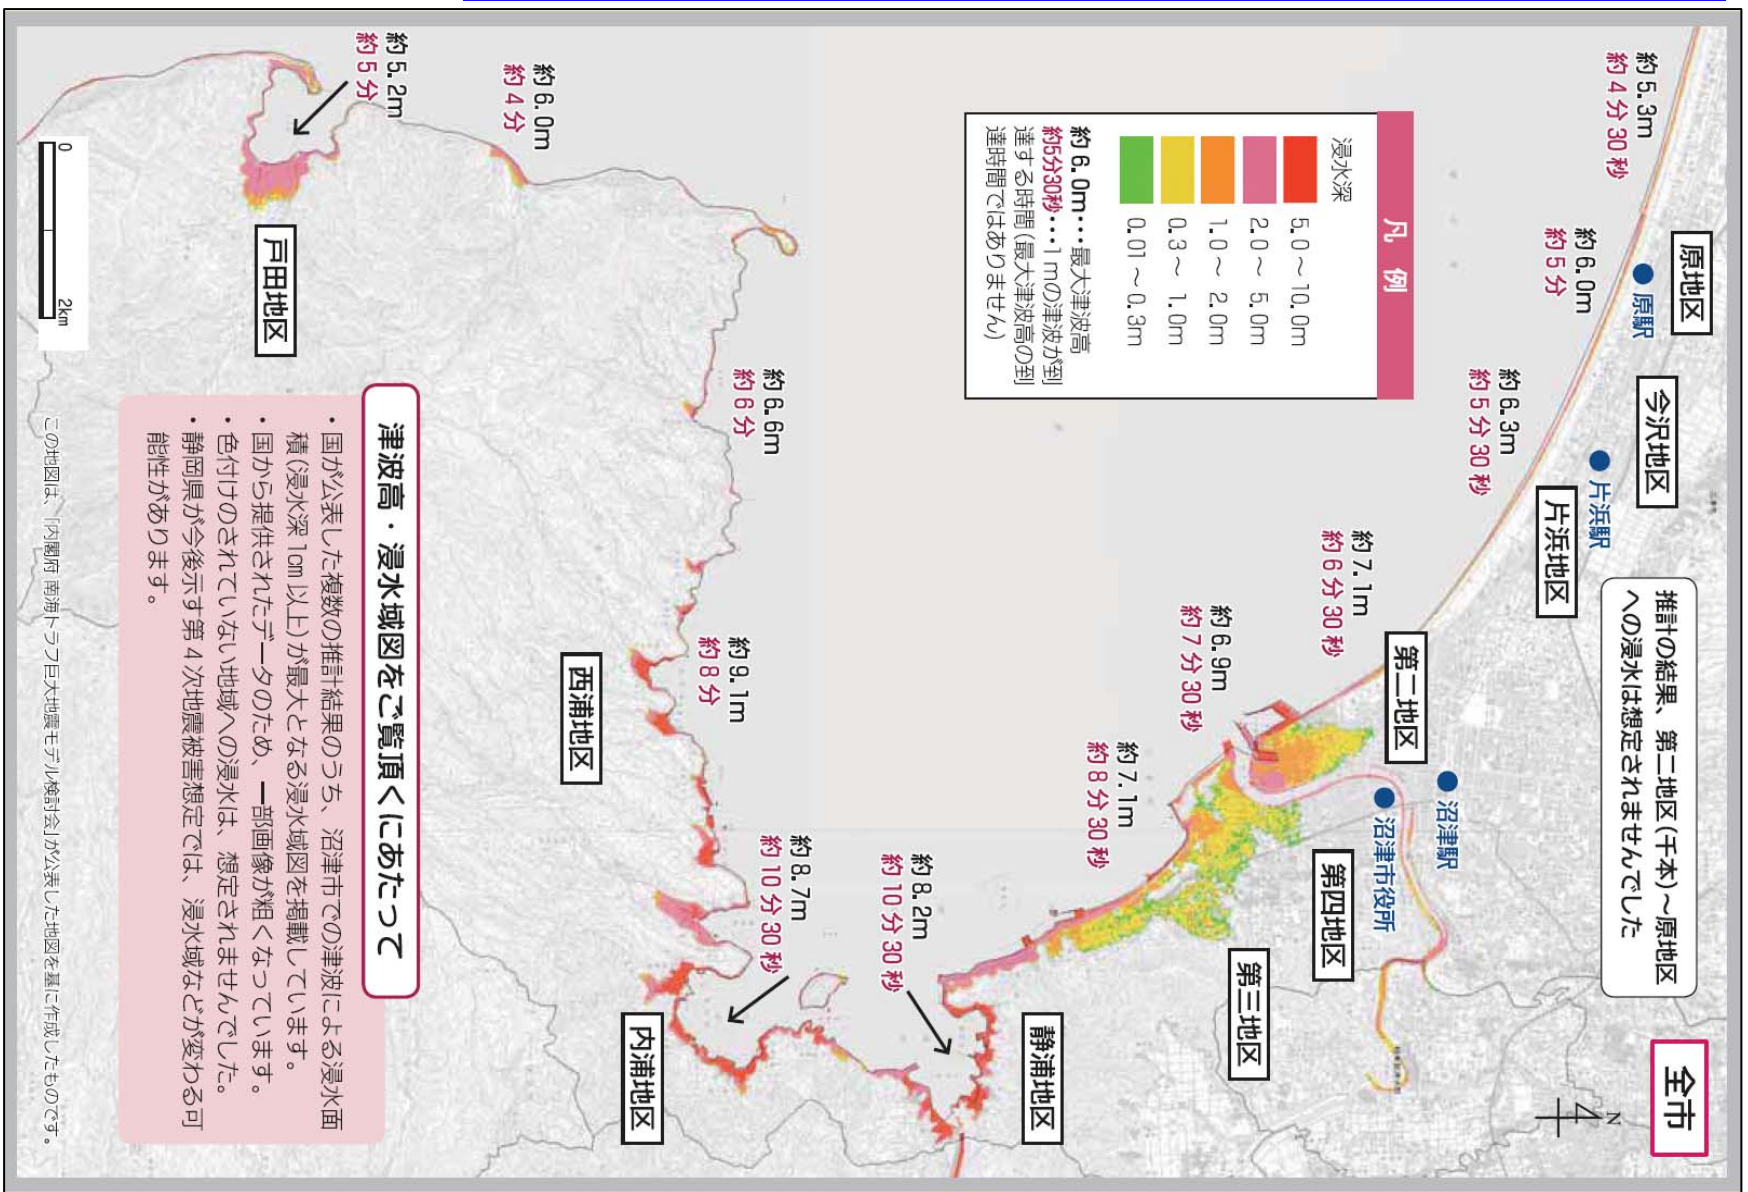 全市
N
推計の結果、第二地区(千本)～原地区
への浸水は想定されませんでした
原地区
原駅
今沢地区
片浜駅
片浜地区
第二地区
沼津駅
沼津市役所
第四地区
第三地区
静浦地区
内浦地区
西浦地区
戸田地区
約5.3m
約4分30秒
約6.0m
約5分
約6.3m
約5分30秒
約7.1m
約6分30秒
約6.9m
約7分30秒
約7.1m
約8分30秒
約8.2m
約10分30秒
約8.7m
約10分30秒
約9.1m
約8分
約6.6m
約6分
約6.0m
約4分
約5.2m
約5分
凡 例
浸水深
5.0～10.0m
2.0～ 5.0m
1.0～ 2.0m
0.3～ 1.0m
0.01～0.3m
約6.0m・・・最大津波高
約5分30秒・・・1mの津波が到
達する時間(最大津波高の到
達時間ではありません)
津波高・浸水域図をご覧頂くにあたって
・国が公表した複数の推計結果のうち、沼津市での津波による浸水面
積(浸水深1cm以上)が最大となる浸水域図を掲載しています。
・国から提供されたデータのため、一部画像が粗くなっています。
・色付けのされていない地域への浸水は、想定されませんでした。
・静岡県が今後示す第4次地震被害想定では、浸水域などが変わる可
能性があります。
0 2km
この地図は、「内閣府 南海トラフ巨大地震モデル検討会」が公表した地図を基に作成したものです。